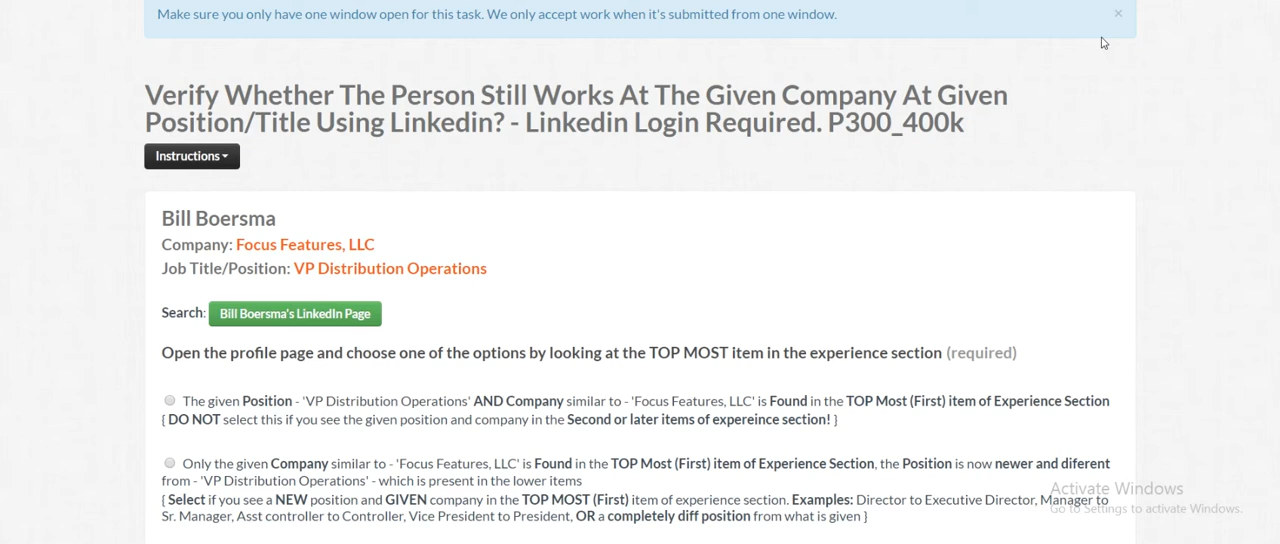 Make sure you only have one window open for this task. We only accept work when it's submitted from one window.
×
Verify Whether The Person Still Works At The Given Company At Given
Position/Title Using Linkedin? - Linkedin Login Required. P300_400k
Instructions
Bill Boersma
Company: Focus Features, LLC
Job Title/Position: VP Distribution Operations
Search: Bill Boersma's LinkedIn Page
Open the profile page and choose one of the options by looking at the TOP MOST item in the experience section (required)
The given Position - 'VP Distribution Operations' AND Company similar to - 'Focus Features, LLC' is Found in the TOP Most (First) item of Experience Section
{ DO NOT select this if you see the given position and company in the Second or later items of expereince section! }
Only the given Company similar to - 'Focus Features, LLC' is Found in the TOP Most (First) item of Experience Section, the Position is now newer and diferent
from - 'VP Distribution Operations' - which is present in the lower items
{ Select if you see a NEW position and GIVEN company in the TOP MOST (First) item of experience section. Examples: Director to Executive Director, Manager to
Sr. Manager, Asst controller to Controller, Vice President to President, OR a completely diff position from what is given }
Activate Windows
Go to Settings to activate Windows.